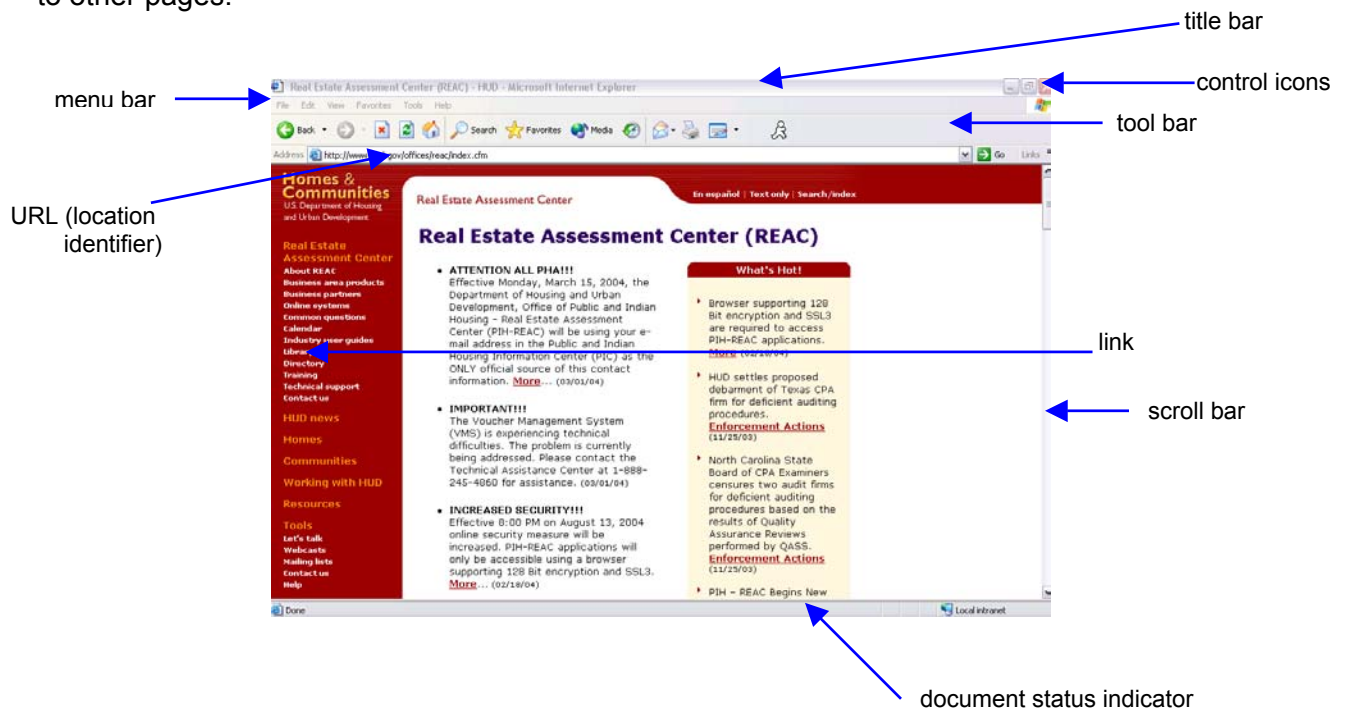 to other pages.
title bar
control icons
menu bar
tool bar
URL (location
identifier)
link
scroll bar
document status indicator
Real Estate Assessment Center (REAC) - HUD - Microsoft Internet Explorer
File Edit View Favorites Tools Help
Back Search Favorites Media
Address http://www. gov/offices/reac/index.cfm Go Links
Homes &
Communities
U.S. Department of Housing
and Urban Development
Real Estate Assessment Center
En español | Text only | Search/index
Real Estate
Assessment Center
About REAC
Business area products
Business partners
Online systems
Common questions
Calendar
Industry user guides
Library
Directory
Training
Technical support
Contact us
HUD news
Homes
Communities
Working with HUD
Resources
Tools
Let's talk
Webcasts
Mailing lists
Contact us
Help
Real Estate Assessment Center (REAC)
• ATTENTION ALL PHA!!!
Effective Monday, March 15, 2004, the
Department of Housing and Urban
Development, Office of Public and Indian
Housing - Real Estate Assessment
Center (PIH-REAC) will be using your e-
mail address in the Public and Indian
Housing Information Center (PIC) as the
ONLY official source of this contact
information. More... (03/01/04)
• IMPORTANT!!!
The Voucher Management System
(VMS) is experiencing technical
difficulties. The problem is currently
being addressed. Please contact the
Technical Assistance Center at 1-888-
245-4860 for assistance. (03/01/04)
• INCREASED SECURITY!!!
Effective 8:00 PM on August 13, 2004
online security measure will be
increased. PIH-REAC applications will
only be accessible using a browser
supporting 128 Bit encryption and SSL3.
More... (02/18/04)
What's Hot!
Browser supporting 128
Bit encryption and SSL3
are required to access
PIH-REAC applications.
More (02/18/04)
HUD settles proposed
debarment of Texas CPA
firm for deficient auditing
procedures.
Enforcement Actions
(11/25/03)
North Carolina State
Board of CPA Examiners
censures two audit firms
for deficient auditing
procedures based on the
results of Quality
Assurance Reviews
performed by QASS.
Enforcement Actions
(11/25/03)
PIH - REAC Begins New
Done
Local intranet